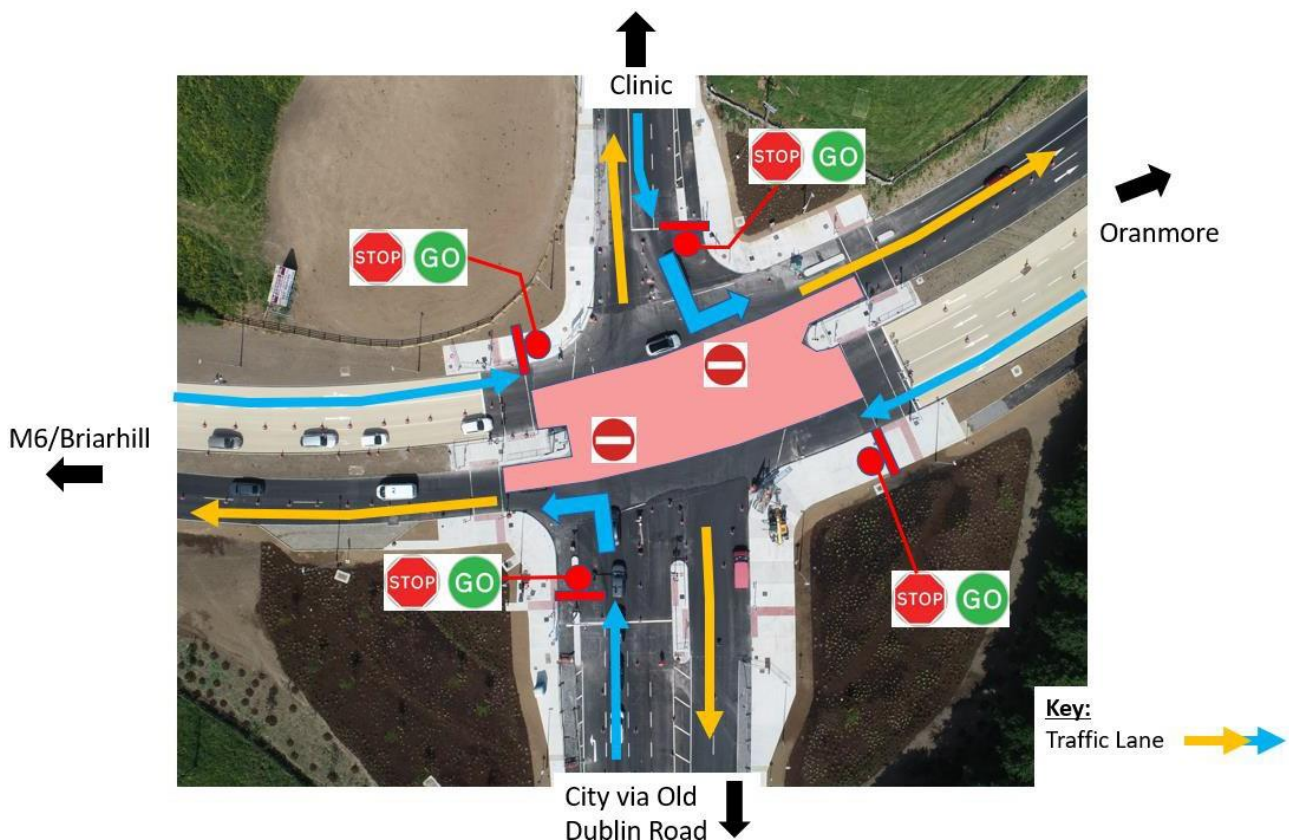 Clinic
STOP GO
STOP GO
Oranmore
M6/Briarhill
STOP GO
STOP GO
Key:
Traffic Lane
City via Old
Dublin Road